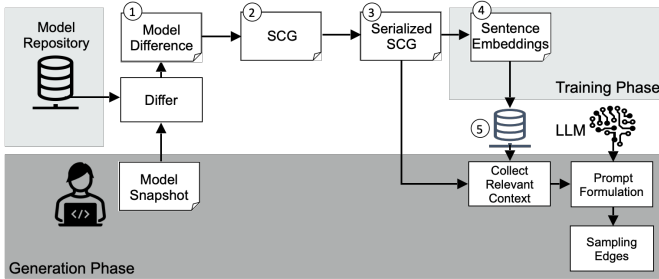 Model
Repository
1
Model
Difference
2
SCG
3
Serialized
SCG
4
Sentence
Embeddings
Training Phase
Differ
5
LLM
Model
Snapshot
</>
Collect
Relevant
Context
Prompt
Formulation
Sampling
Edges
Generation Phase